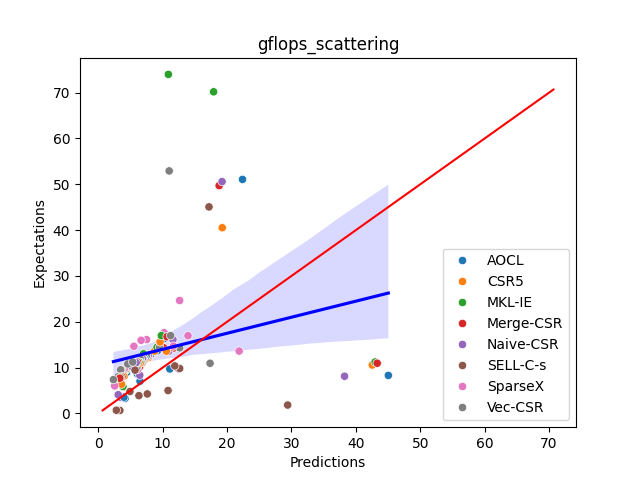 gflops_scattering
Expectations
70
60
50
40
30
20
10
0
AOCL
CSR5
MKL-IE
Merge-CSR
Naive-CSR
SELL-C-s
SparseX
Vec-CSR
0 10 20 30 40 50 60 70
Predictions